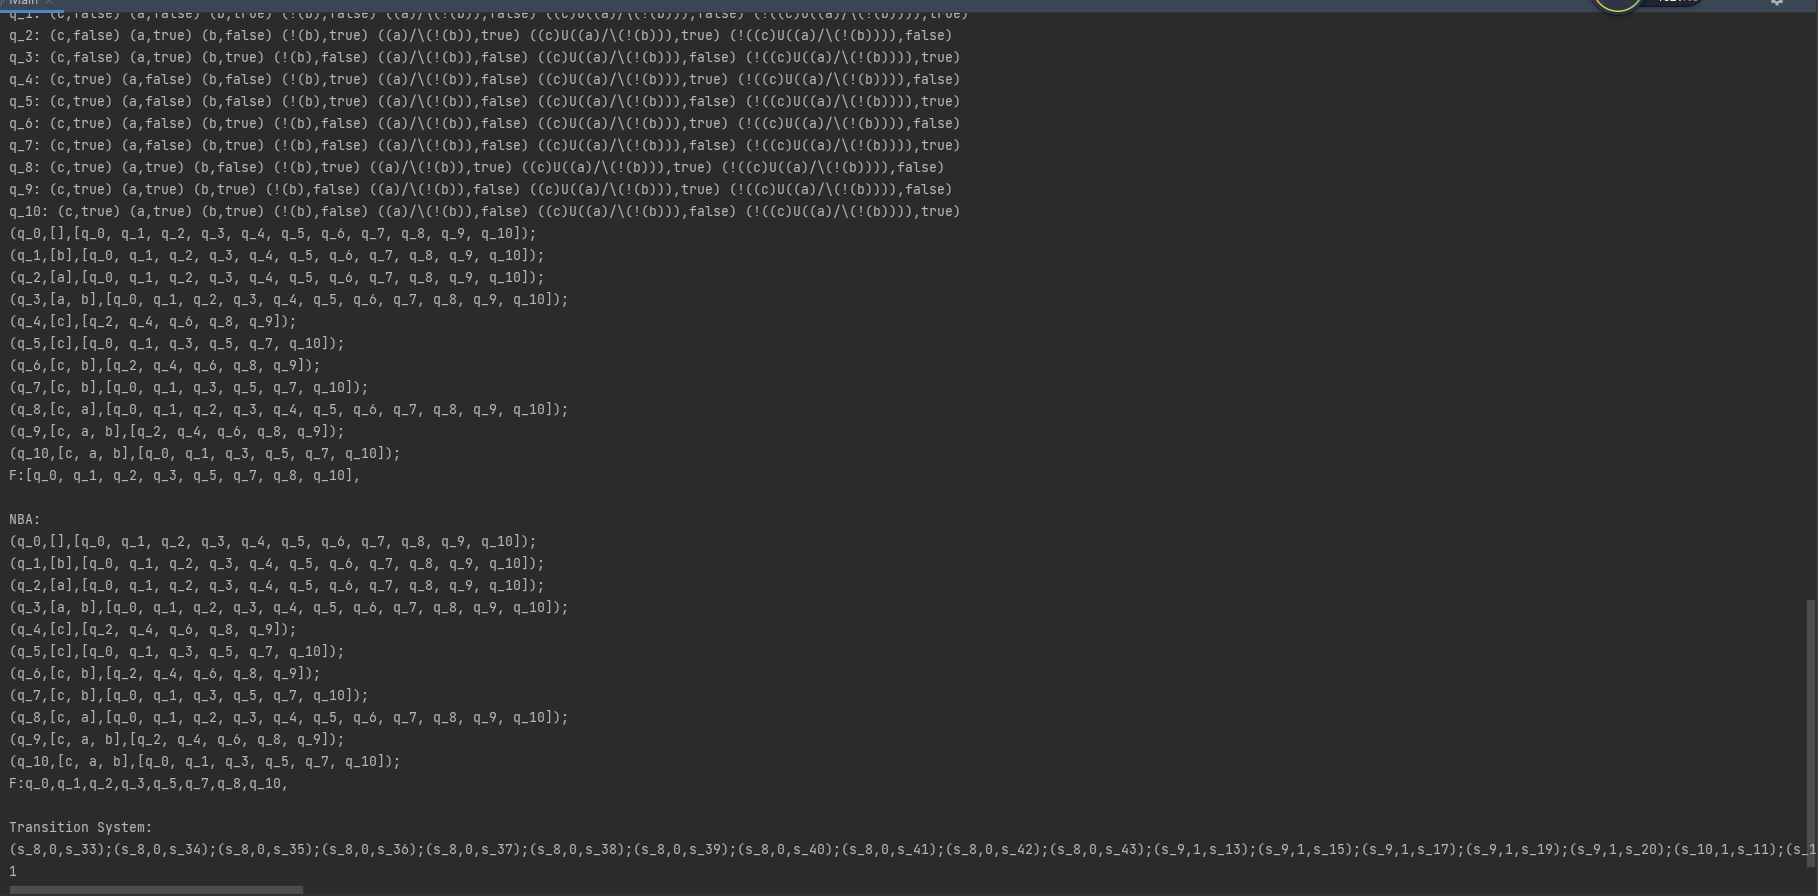 Main
q_1: (c,false) (a,false) (b,true) (!(b),false) ((a)/\(!(b)),false) ((c)U((a)/\(!(b))),false) (!((c)U((a)/\(!(b)))),true)
q_2: (c,false) (a,true) (b,false) (!(b),true) ((a)/\(!(b)),true) ((c)U((a)/\(!(b))),true) (!((c)U((a)/\(!(b)))),false)
q_3: (c,false) (a,true) (b,true) (!(b),false) ((a)/\(!(b)),false) ((c)U((a)/\(!(b))),false) (!((c)U((a)/\(!(b)))),true)
q_4: (c,true) (a,false) (b,false) (!(b),true) ((a)/\(!(b)),false) ((c)U((a)/\(!(b))),true) (!((c)U((a)/\(!(b)))),false)
q_5: (c,true) (a,false) (b,false) (!(b),true) ((a)/\(!(b)),false) ((c)U((a)/\(!(b))),false) (!((c)U((a)/\(!(b)))),true)
q_6: (c,true) (a,false) (b,true) (!(b),false) ((a)/\(!(b)),false) ((c)U((a)/\(!(b))),true) (!((c)U((a)/\(!(b)))),false)
q_7: (c,true) (a,false) (b,true) (!(b),false) ((a)/\(!(b)),false) ((c)U((a)/\(!(b))),false) (!((c)U((a)/\(!(b)))),true)
q_8: (c,true) (a,true) (b,false) (!(b),true) ((a)/\(!(b)),true) ((c)U((a)/\(!(b))),true) (!((c)U((a)/\(!(b)))),false)
q_9: (c,true) (a,true) (b,true) (!(b),false) ((a)/\(!(b)),false) ((c)U((a)/\(!(b))),true) (!((c)U((a)/\(!(b)))),false)
q_10: (c,true) (a,true) (b,true) (!(b),false) ((a)/\(!(b)),false) ((c)U((a)/\(!(b))),false) (!((c)U((a)/\(!(b)))),true)
(q_0,[],[q_0, q_1, q_2, q_3, q_4, q_5, q_6, q_7, q_8, q_9, q_10]);
(q_1,[b],[q_0, q_1, q_2, q_3, q_4, q_5, q_6, q_7, q_8, q_9, q_10]);
(q_2,[a],[q_0, q_1, q_2, q_3, q_4, q_5, q_6, q_7, q_8, q_9, q_10]);
(q_3,[a, b],[q_0, q_1, q_2, q_3, q_4, q_5, q_6, q_7, q_8, q_9, q_10]);
(q_4,[c],[q_2, q_4, q_6, q_8, q_9]);
(q_5,[c],[q_0, q_1, q_3, q_5, q_7, q_10]);
(q_6,[c, b],[q_2, q_4, q_6, q_8, q_9]);
(q_7,[c, b],[q_0, q_1, q_3, q_5, q_7, q_10]);
(q_8,[c, a],[q_0, q_1, q_2, q_3, q_4, q_5, q_6, q_7, q_8, q_9, q_10]);
(q_9,[c, a, b],[q_2, q_4, q_6, q_8, q_9]);
(q_10,[c, a, b],[q_0, q_1, q_3, q_5, q_7, q_10]);
F:[q_0, q_1, q_2, q_3, q_5, q_7, q_8, q_10],
NBA:
(q_0,[],[q_0, q_1, q_2, q_3, q_4, q_5, q_6, q_7, q_8, q_9, q_10]);
(q_1,[b],[q_0, q_1, q_2, q_3, q_4, q_5, q_6, q_7, q_8, q_9, q_10]);
(q_2,[a],[q_0, q_1, q_2, q_3, q_4, q_5, q_6, q_7, q_8, q_9, q_10]);
(q_3,[a, b],[q_0, q_1, q_2, q_3, q_4, q_5, q_6, q_7, q_8, q_9, q_10]);
(q_4,[c],[q_2, q_4, q_6, q_8, q_9]);
(q_5,[c],[q_0, q_1, q_3, q_5, q_7, q_10]);
(q_6,[c, b],[q_2, q_4, q_6, q_8, q_9]);
(q_7,[c, b],[q_0, q_1, q_3, q_5, q_7, q_10]);
(q_8,[c, a],[q_0, q_1, q_2, q_3, q_4, q_5, q_6, q_7, q_8, q_9, q_10]);
(q_9,[c, a, b],[q_2, q_4, q_6, q_8, q_9]);
(q_10,[c, a, b],[q_0, q_1, q_3, q_5, q_7, q_10]);
F:q_0,q_1,q_2,q_3,q_5,q_7,q_8,q_10,
Transition System:
(s_8,0,s_33);(s_8,0,s_34);(s_8,0,s_35);(s_8,0,s_36);(s_8,0,s_37);(s_8,0,s_38);(s_8,0,s_39);(s_8,0,s_40);(s_8,0,s_41);(s_8,0,s_42);(s_8,0,s_43);(s_9,1,s_13);(s_9,1,s_15);(s_9,1,s_17);(s_9,1,s_19);(s_9,1,s_20);(s_10,1,s_11);(s_1
1